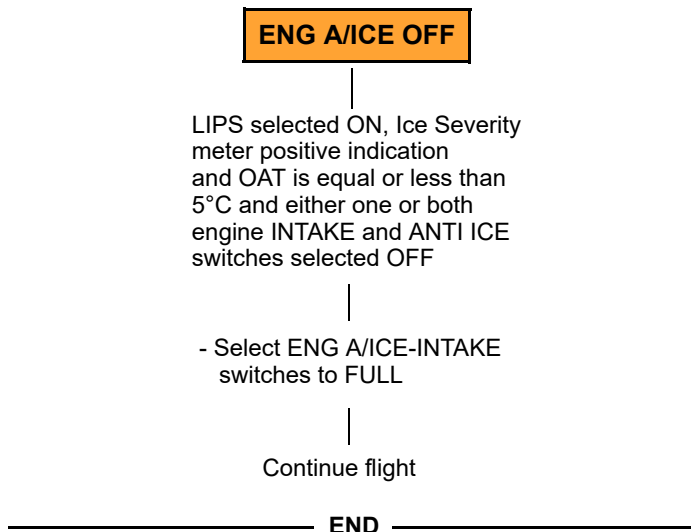 ENG A/ICE OFF
LIPS selected ON, Ice Severity
meter positive indication
and OAT is equal or less than
5°C and either one or both
engine INTAKE and ANTI ICE
switches selected OFF
- Select ENG A/ICE-INTAKE
switches to FULL
Continue flight
END